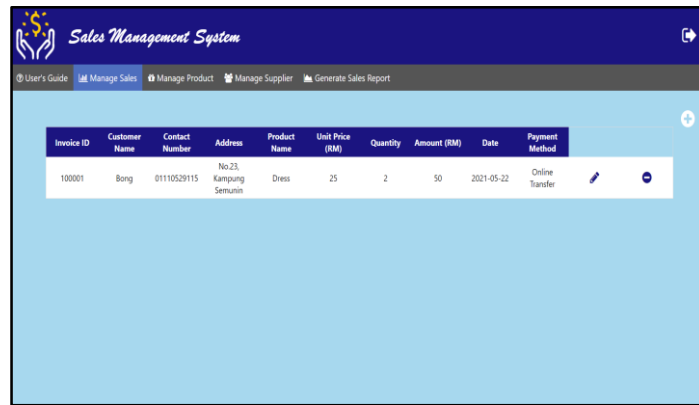 Sales Management System
User's Guide Manage Sales Manage Product Manage Supplier Generate Sales Report
Invoice ID Customer Name Contact Number Address Product Name Unit Price (RM) Quantity Amount (RM) Date Payment Method
100001 Bong 01110529115 No.23, Kampung Semunin Dress 25 2 50 2021-05-22 Online Transfer